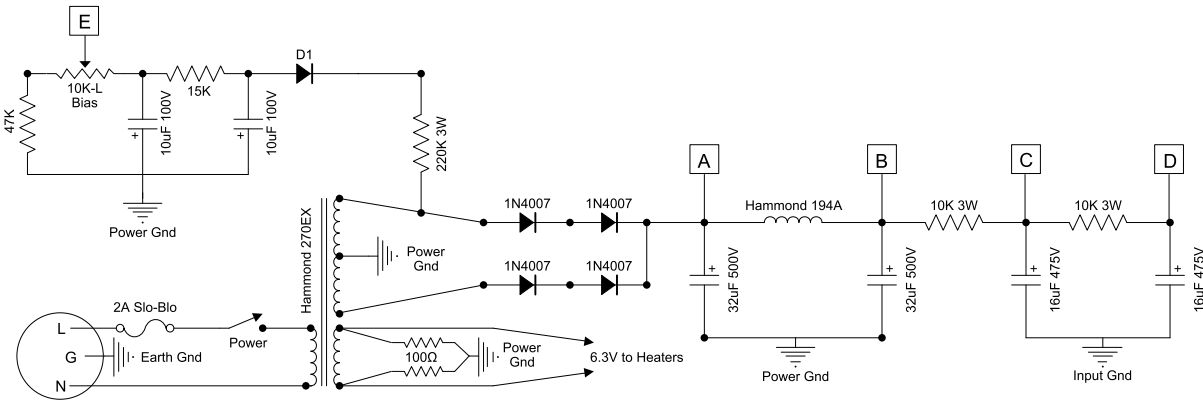 E
D1
10K-L
Bias
15K
47K
10uF 100V
10uF 100V
220K 3W
Power Gnd
A
B
C
D
Hammond 270EX
1N4007
1N4007
Hammond 194A
10K 3W
10K 3W
Power
Gnd
1N4007
1N4007
32uF 500V
32uF 500V
16uF 475V
16uF 475V
2A Slo-Blo
L
Power
G
Earth Gnd
N
100Ω
Power
Gnd
6.3V to Heaters
Power Gnd
Input Gnd